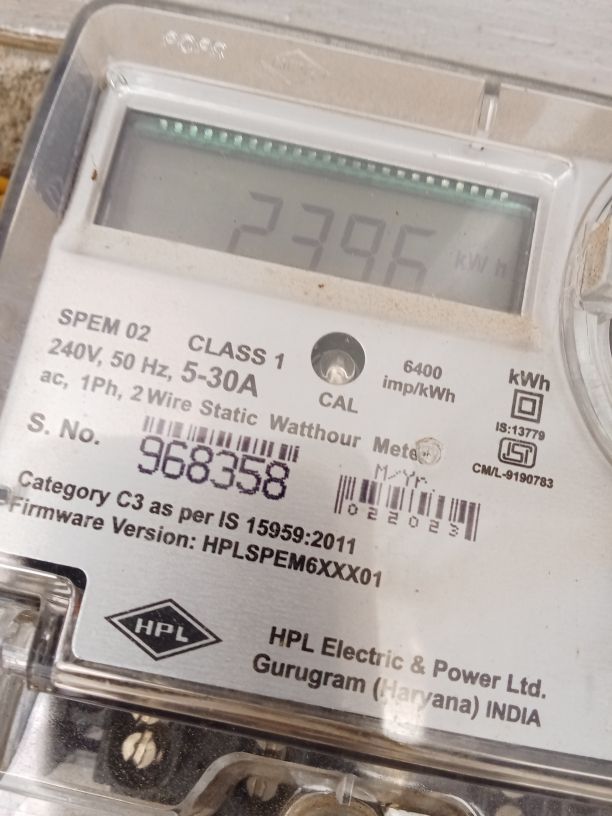 2396 kWh
SPEM 02 CLASS 1
240V, 50 Hz, 5-30A
ac, 1Ph, 2 Wire Static Watthour Meter
CAL
6400
imp/kWh
kWh
IS:13779
CM/L-9190783
S. No.
968358
M/Yr.
022023
Category C3 as per IS 15959:2011
Firmware Version: HPLSPEM6XXX01
HPL
HPL Electric & Power Ltd.
Gurugram (Haryana) INDIA